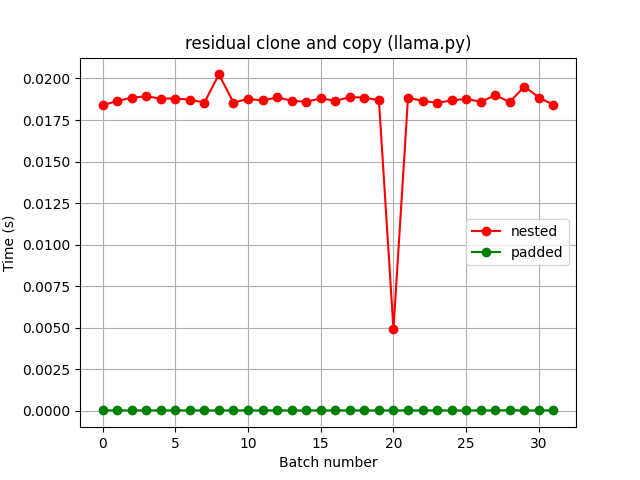 residual clone and copy (llama.py)
Time (s)
0.0200
0.0175
0.0150
0.0125
0.0100
0.0075
0.0050
0.0025
0.0000
nested
padded
0 5 10 15 20 25 30
Batch number